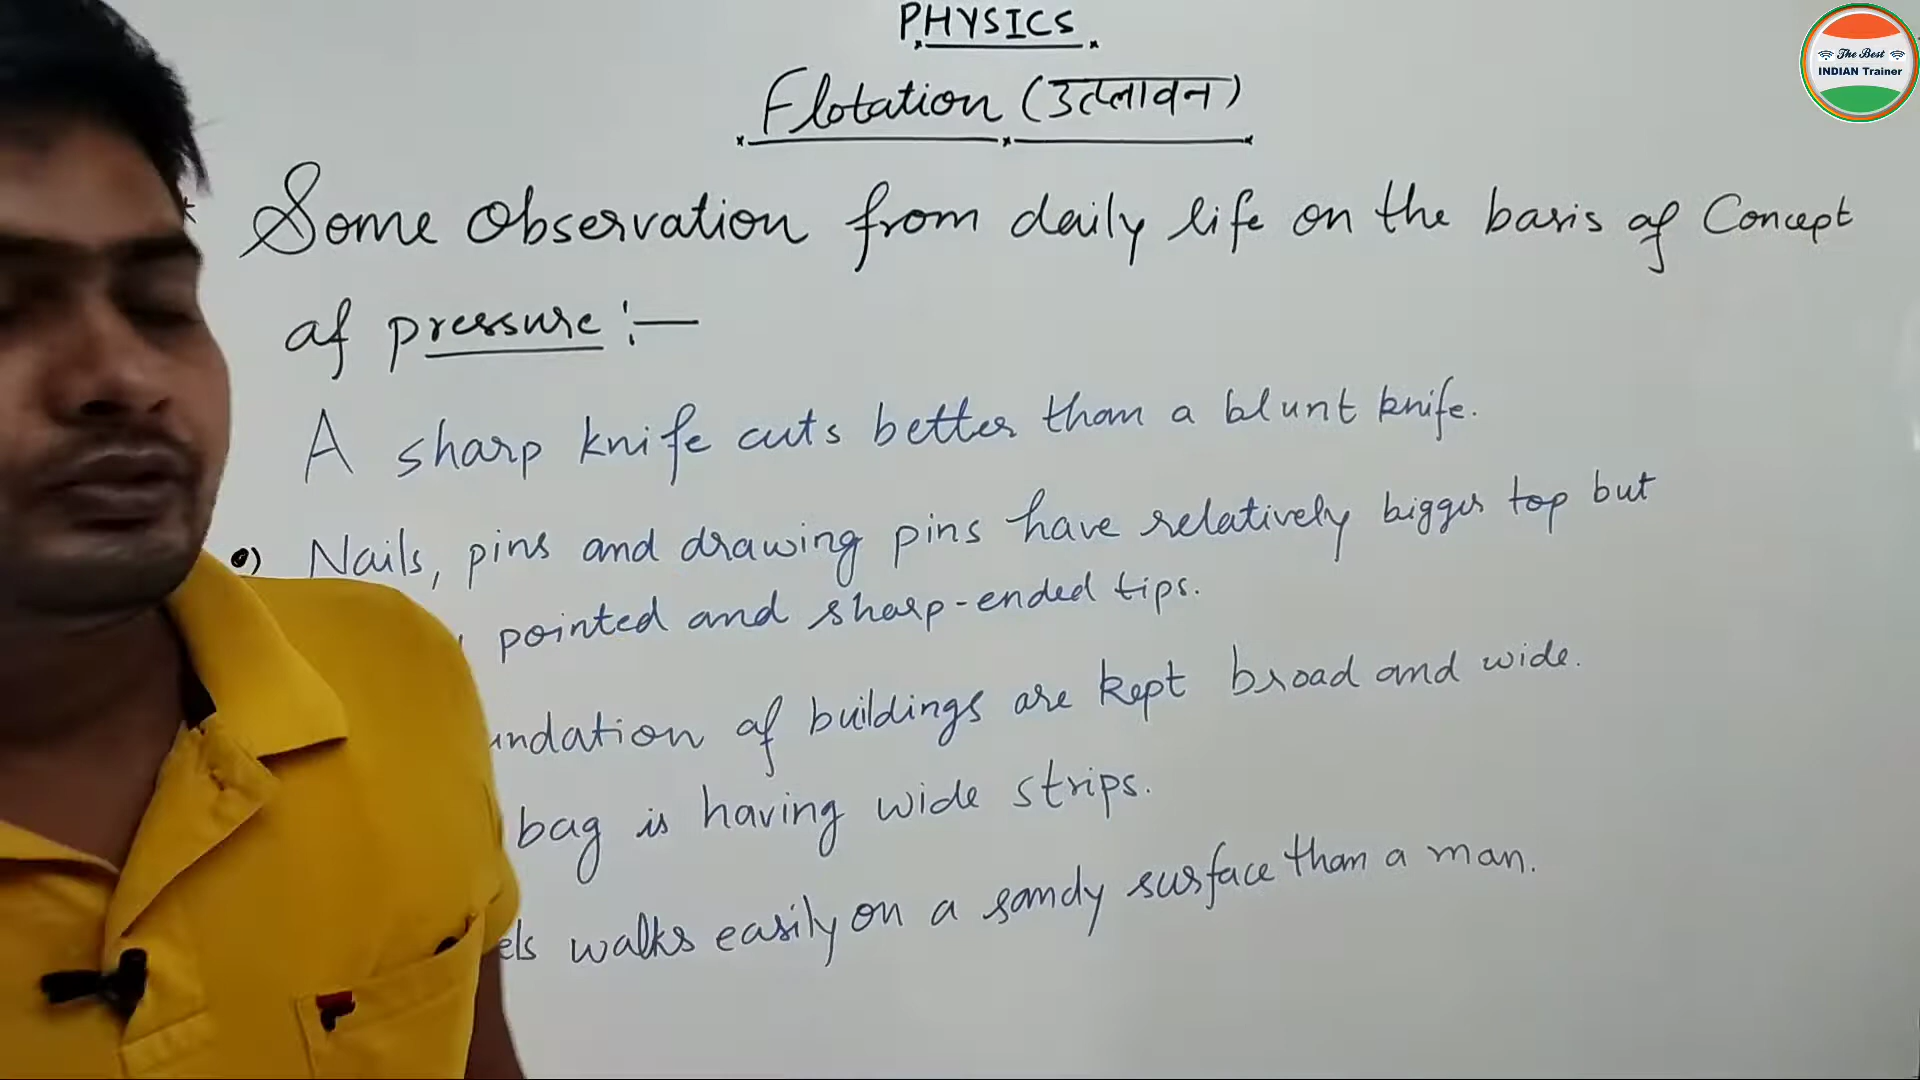 PHYSICS
The Best
INDIAN Trainer
Flotation (उत्प्लावन)
Some Observation from daily life on the basis of Concept
of pressure :—
A sharp knife cuts better than a blunt knife.
Nails, pins and drawing pins have relatively bigger top but
pointed and sharp-ended tips.
undation of buildings are kept broad and wide.
bag is having wide strips.
els walks easily on a sandy surface than a man.